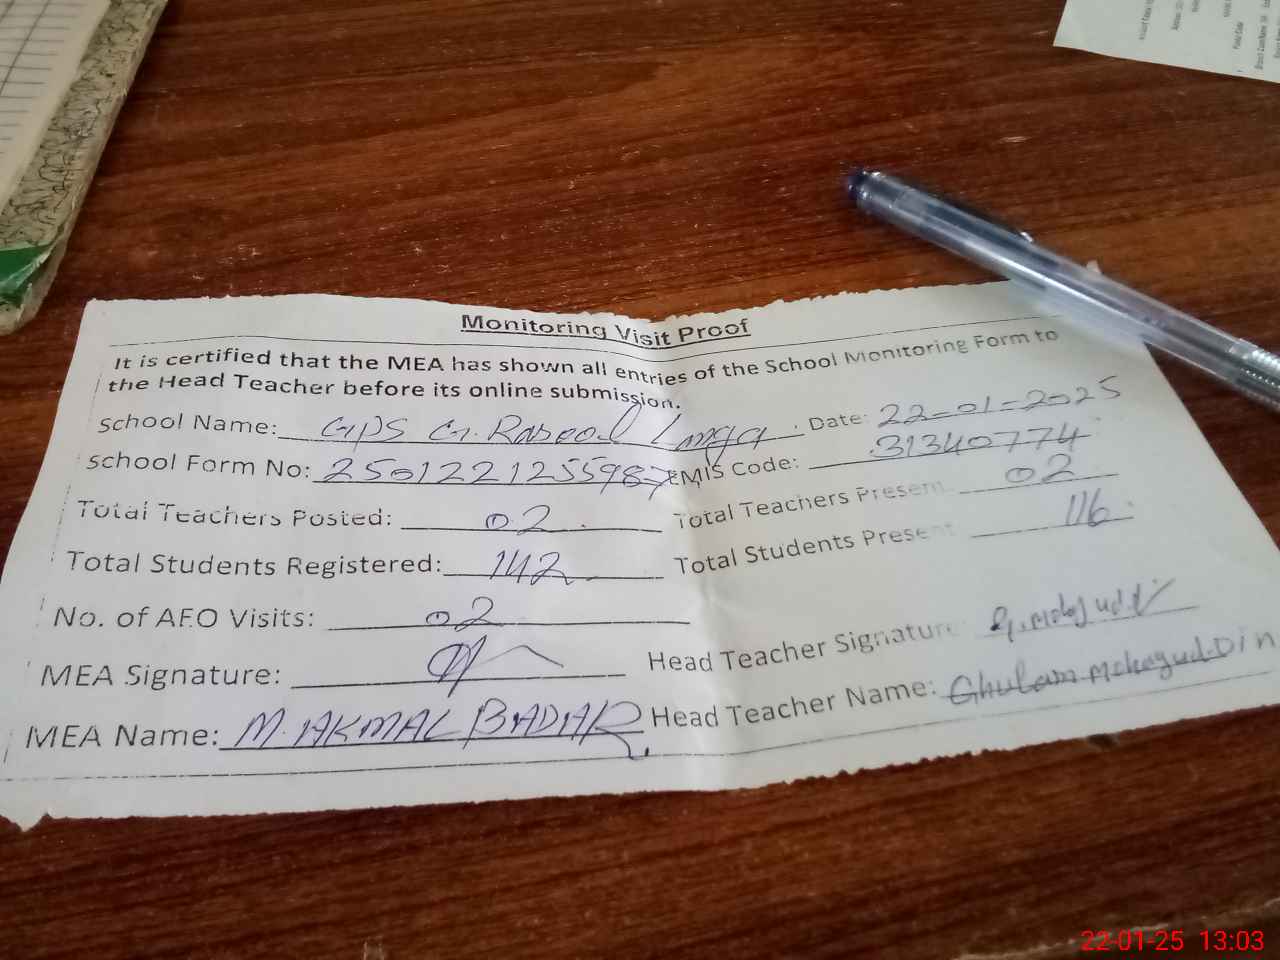 Monitoring Visit Proof
It is certified that the MEA has shown all entries of the School Monitoring Form to
the Head Teacher before its online submission.
School Name: GPS G. Rasool Langa Date: 22-01-2025
School Form No: 2501221255987 EMIS Code: 31340774
Total Teachers Posted: 02 Total Teachers Present 02
Total Students Registered: 142 Total Students Present 116
No. of AEO Visits: 02
MEA Signature: Head Teacher Signature
MEA Name: M. AKMAL BADAR Head Teacher Name: Ghulam Mohayud Din
22-01-25 13:03